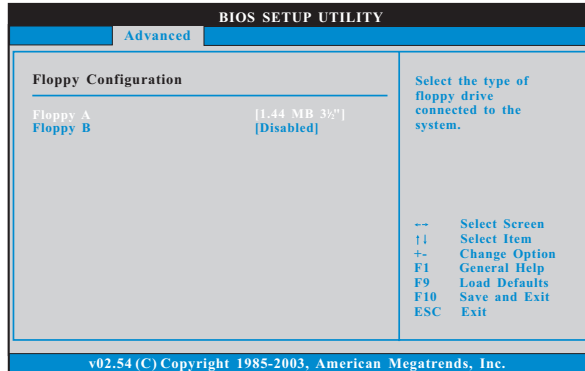 BIOS SETUP UTILITY
Advanced
Floppy Configuration
Floppy A [1.44 MB 3½"]
Floppy B [Disabled]
Select the type of
floppy drive
connected to the
system.
←→ Select Screen
↑↓ Select Item
+- Change Option
F1 General Help
F9 Load Defaults
F10 Save and Exit
ESC Exit
v02.54 (C) Copyright 1985-2003, American Megatrends, Inc.